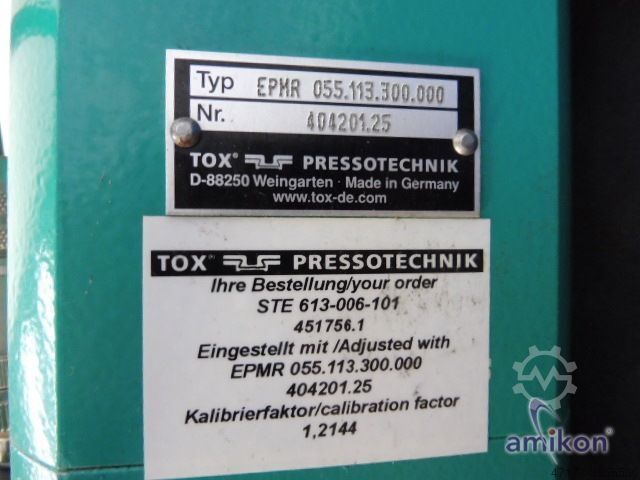 Typ EPMR 055.113.300.000
Nr. 404201.25
TOX® PRESSOTECHNIK
D-88250 Weingarten · Made in Germany
www.tox-de.com
TOX® PRESSOTECHNIK
Ihre Bestellung/your order
STE 613-006-101
451756.1
Eingestellt mit /Adjusted with
EPMR 055.113.300.000
404201.25
Kalibrierfaktor/calibration factor
1,2144
amikon®